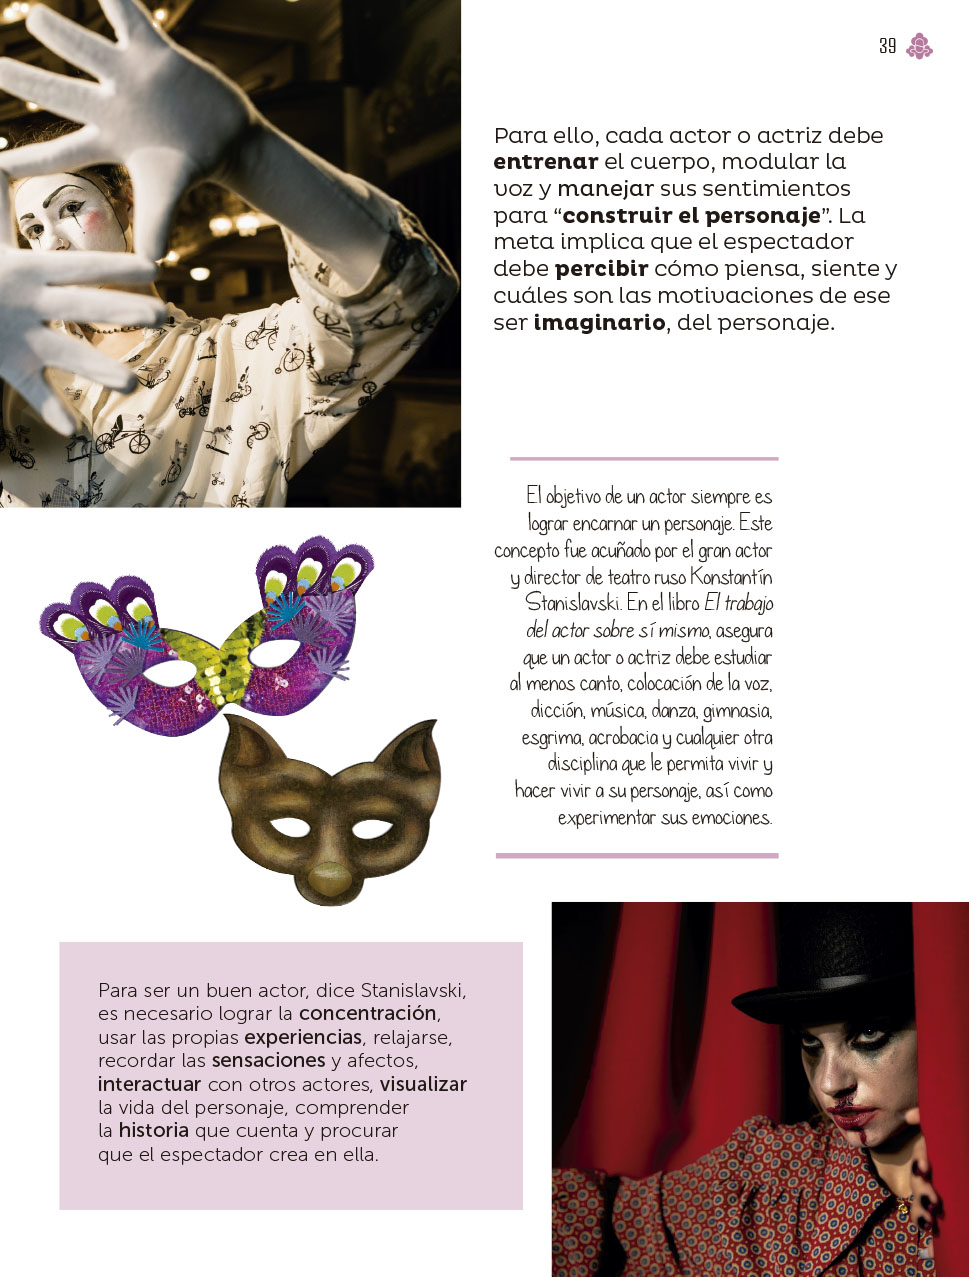 39
Para ello, cada actor o actriz debe
entrenar el cuerpo, modular la
voz y manejar sus sentimientos
para “construir el personaje”. La
meta implica que el espectador
debe percibir cómo piensa, siente y
cuáles son las motivaciones de ese
ser imaginario, del personaje.
El objetivo de un actor siempre es
lograr encarnar un personaje. Este
concepto fue acuñado por el gran actor
y director de teatro ruso Konstantín
Stanislavski. En el libro El trabajo
del actor sobre sí mismo, asegura
que un actor o actriz debe estudiar
al menos canto, colocación de la voz,
dicción, música, danza, gimnasia,
esgrima, acrobacia y cualquier otra
disciplina que le permita vivir y
hacer vivir a su personaje, así como
experimentar sus emociones.
Para ser un buen actor, dice Stanislavski,
es necesario lograr la concentración,
usar las propias experiencias, relajarse,
recordar las sensaciones y afectos,
interactuar con otros actores, visualizar
la vida del personaje, comprender
la historia que cuenta y procurar
que el espectador crea en ella.